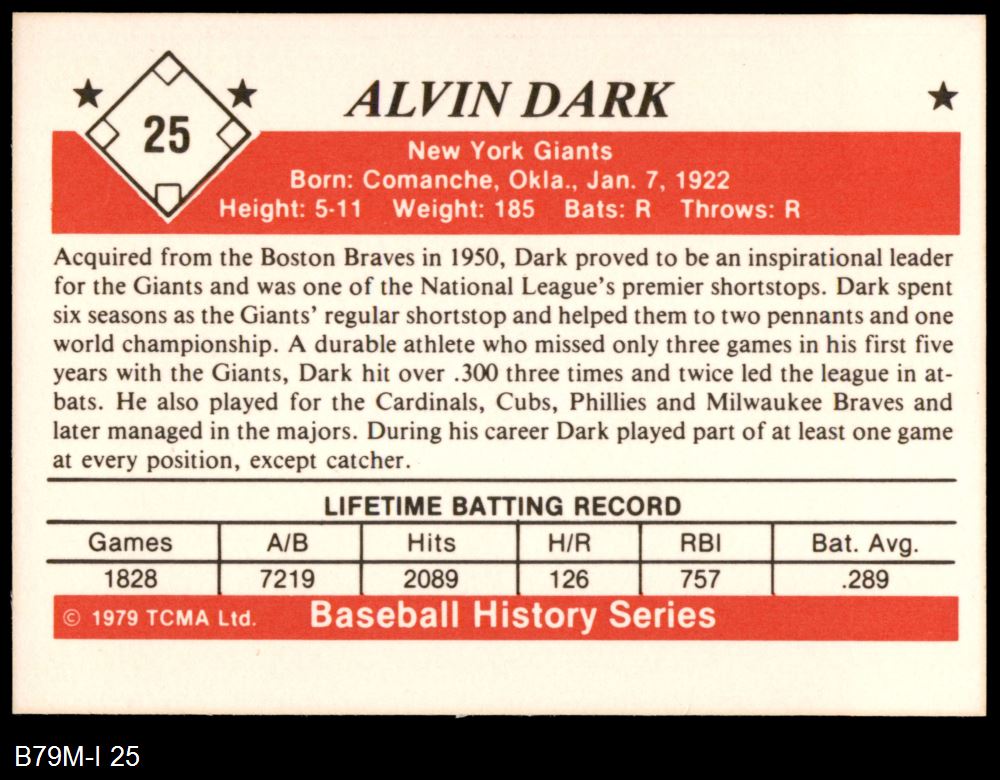 25
ALVIN DARK
New York Giants
Born: Comanche, Okla., Jan. 7, 1922
Height: 5-11 Weight: 185 Bats: R Throws: R
Acquired from the Boston Braves in 1950, Dark proved to be an inspirational leader
for the Giants and was one of the National League's premier shortstops. Dark spent
six seasons as the Giants' regular shortstop and helped them to two pennants and one
world championship. A durable athlete who missed only three games in his first five
years with the Giants, Dark hit over .300 three times and twice led the league in at-
bats. He also played for the Cardinals, Cubs, Phillies and Milwaukee Braves and
later managed in the majors. During his career Dark played part of at least one game
at every position, except catcher.
LIFETIME BATTING RECORD
Games A/B Hits H/R RBI Bat. Avg.
1828 7219 2089 126 757 .289
© 1979 TCMA Ltd. Baseball History Series
B79M-I 25